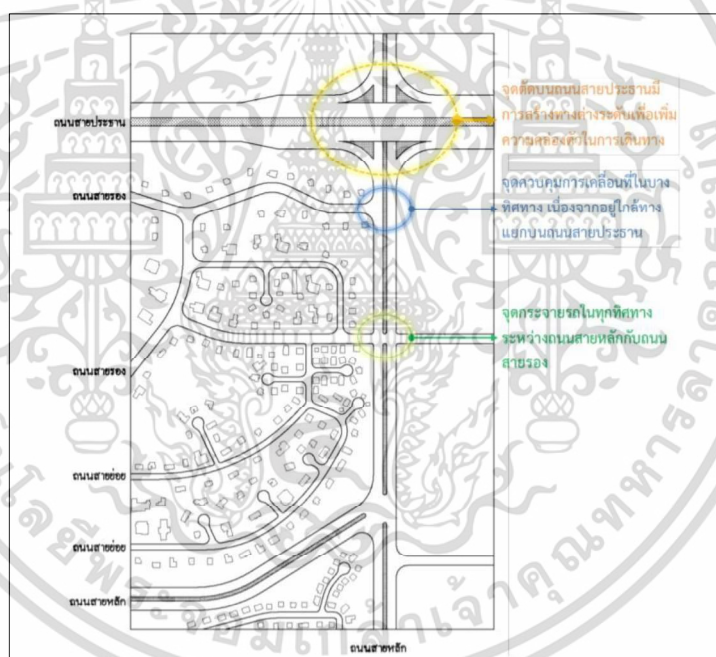 จุดตัดบนถนนสายประธานมี
การสร้างทางต่างระดับเพื่อเพิ่ม
ความคล่องตัวในการเดินทาง
ถนนสายประธาน
จุดควบคุมการเคลื่อนที่ในบาง
ทิศทาง เนื่องจากอยู่ใกล้ทาง
แยกบนถนนสายประธาน
ถนนสายรอง
จุดกระจายรถในทุกทิศทาง
ระหว่างถนนสายหลักกับถนน
สายรอง
ถนนสายรอง
ถนนสายย่อย
ถนนสายย่อย
ถนนสายหลัก
ถนนสายหลัก